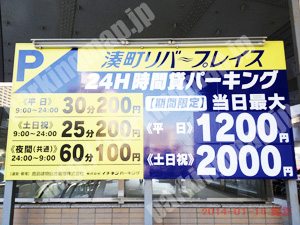 P
湊町リバープレイス
24H時間貸パーキング
《平 日》
9:00〜24:00
30分200円
《土日祝》
9:00〜24:00
25分200円
《夜間(共通)》
24:00〜9:00
60分100円
【期間限定】 当日最大
《平 日》 1200円
《土日祝》 2000円